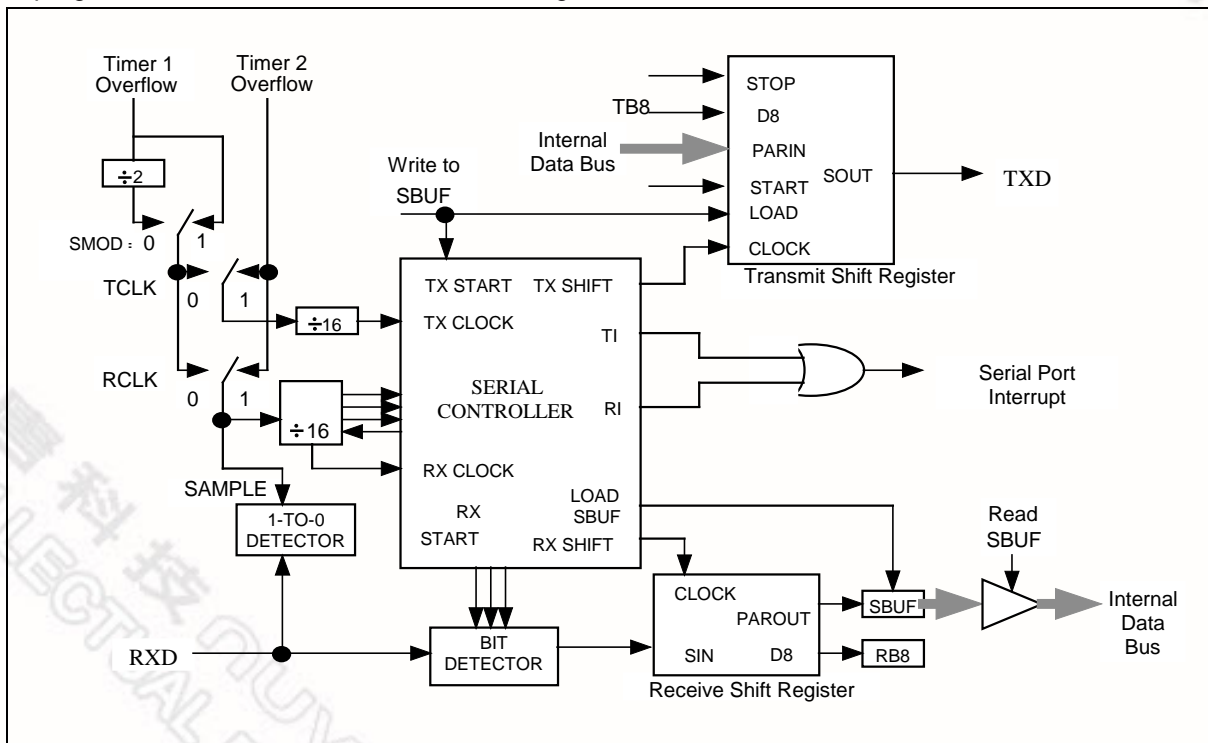 Timer 1
Overflow
Timer 2
Overflow
÷2
SMOD : 0 1
TCLK
0 1
÷16
RCLK
0 1
÷16
SAMPLE
1-TO-0
DETECTOR
RXD
BIT
DETECTOR
Write to
SBUF
TX START
TX SHIFT
TX CLOCK
TI
SERIAL
CONTROLLER
RI
RX CLOCK
LOAD
SBUF
RX
START
RX SHIFT
TB8
Internal
Data Bus
STOP
D8
PARIN
SOUT
START
LOAD
CLOCK
Transmit Shift Register
TXD
Serial Port
Interrupt
CLOCK
PAROUT
SIN
D8
Receive Shift Register
SBUF
RB8
Read
SBUF
Internal
Data
Bus